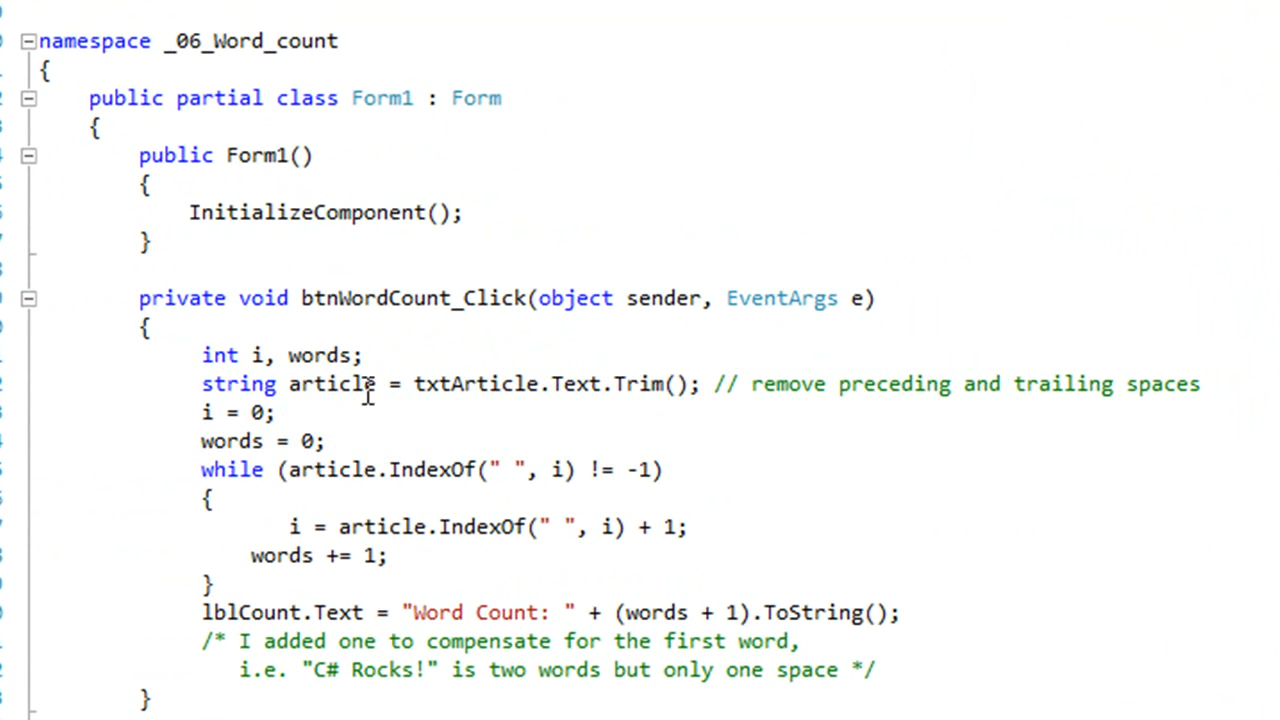 namespace _06_Word_count
{
public partial class Form1 : Form
{
public Form1()
{
InitializeComponent();
}
private void btnWordCount_Click(object sender, EventArgs e)
{
int i, words;
string article = txtArticle.Text.Trim(); // remove preceding and trailing spaces
i = 0;
words = 0;
while (article.IndexOf(" ", i) != -1)
{
i = article.IndexOf(" ", i) + 1;
words += 1;
}
lblCount.Text = "Word Count: " + (words + 1).ToString();
/* I added one to compensate for the first word,
i.e. "C# Rocks!" is two words but only one space */
}